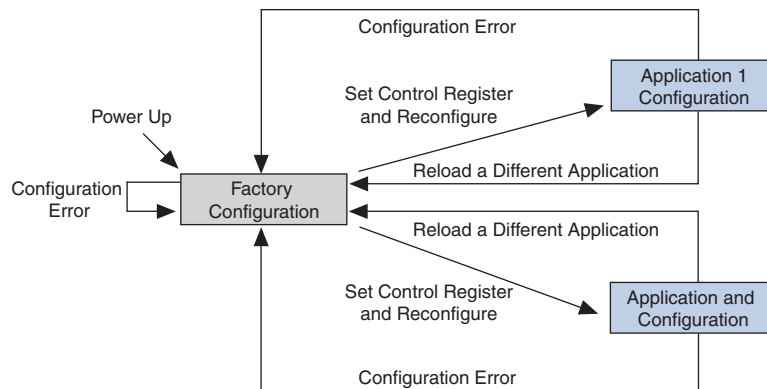 Configuration Error
Application 1
Configuration
Set Control Register
and Reconfigure
Power Up
Reload a Different Application
Configuration
Error
Factory
Configuration
Reload a Different Application
Set Control Register
and Reconfigure
Application and
Configuration
Configuration Error